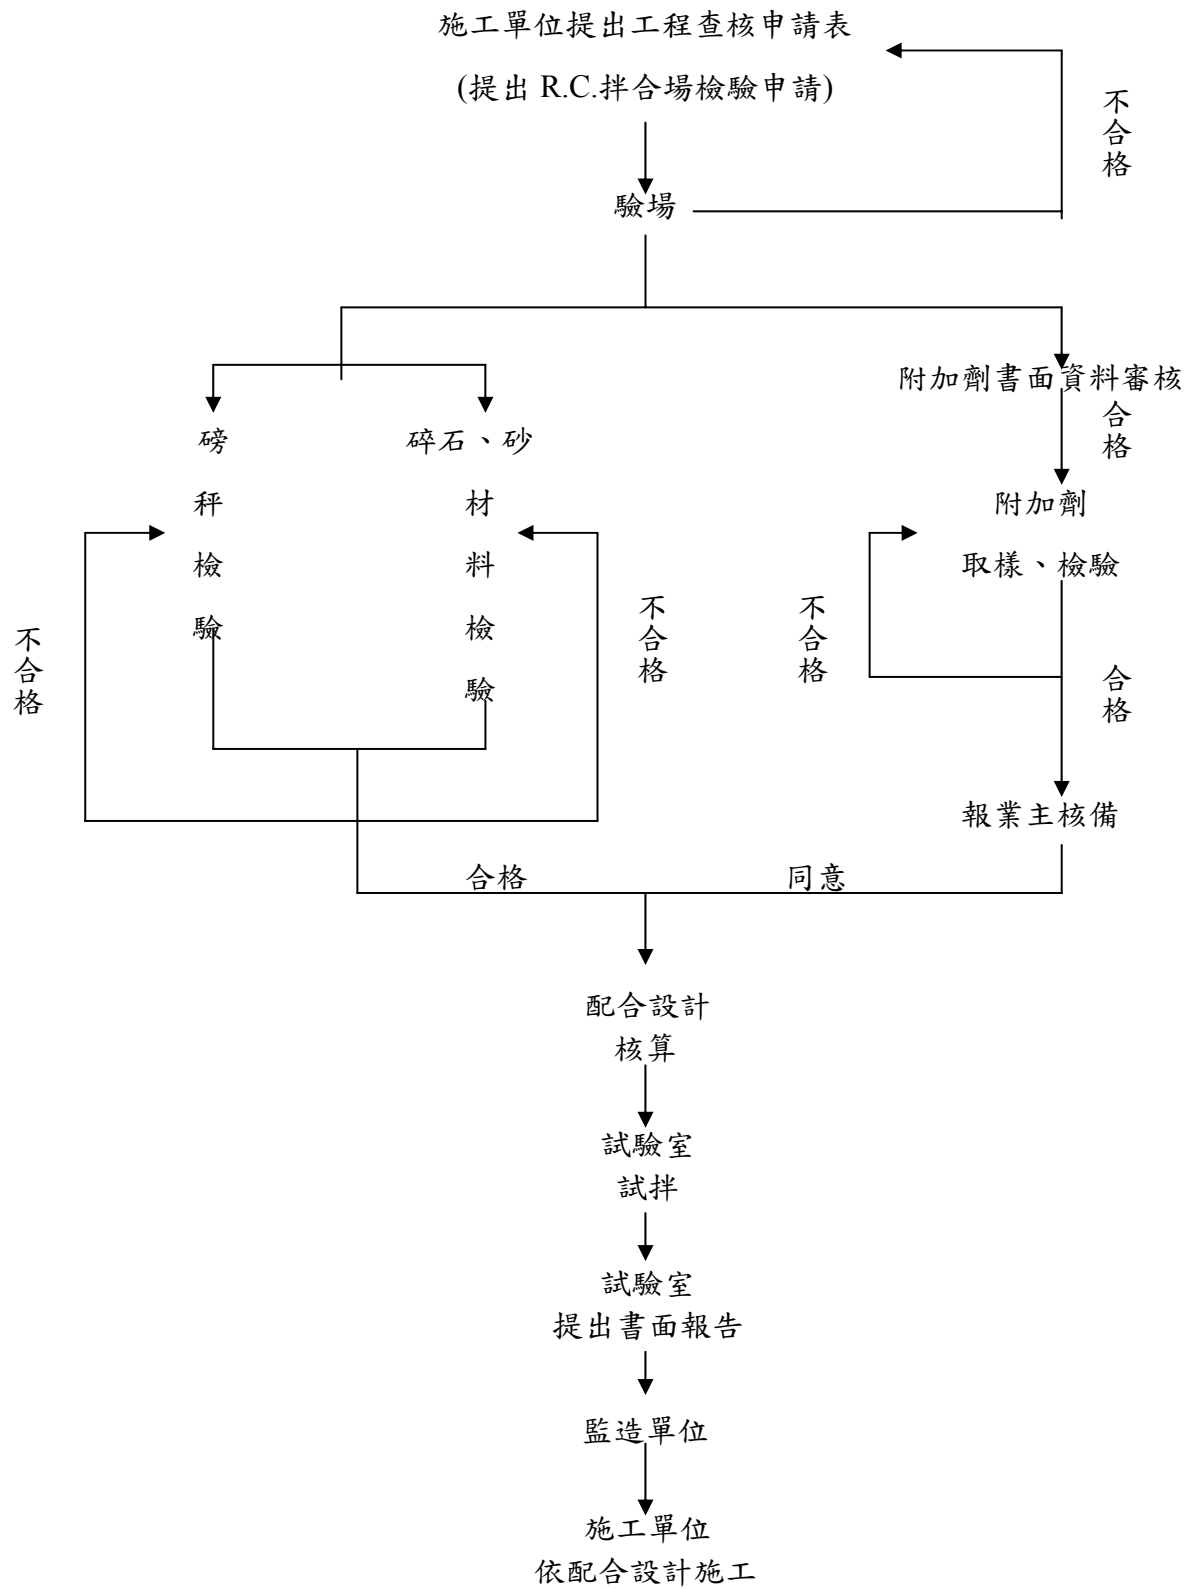 施工單位提出工程查核申請表
(提出 R.C.拌合場檢驗申請)
不合格
驗場
附加劑書面資料審核
合格
磅秤檢驗
碎石、砂
材料檢驗
附加劑
取樣、檢驗
不合格
不合格
不合格
合格
報業主核備
合格
同意
配合設計
核算
試驗室
試拌
試驗室
提出書面報告
監造單位
施工單位
依配合設計施工